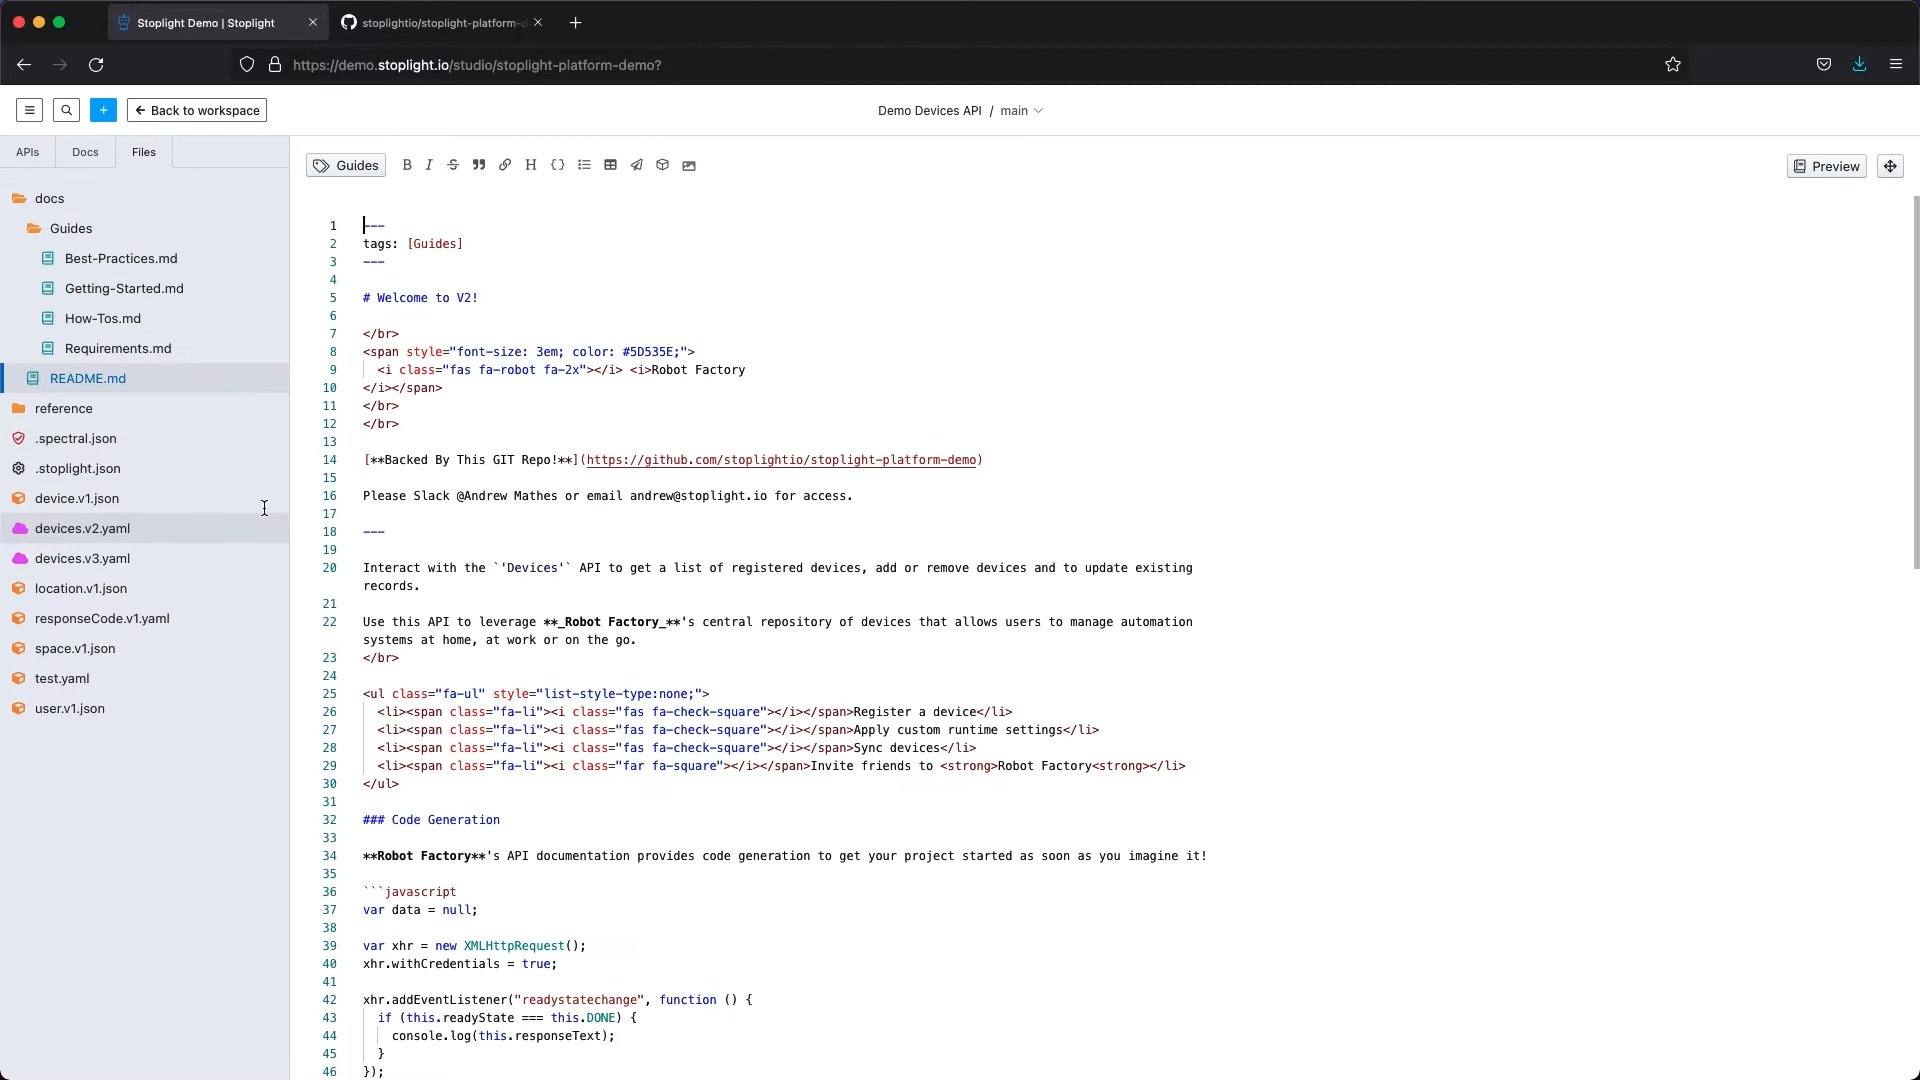 Stoplight Demo | Stoplight
stoplightio/stoplight-platform-d
https://demo.stoplight.io/studio/stoplight-platform-demo?
Back to workspace
Demo Devices API / main
APIs
Docs
Files
Guides
Preview
docs
Guides
Best-Practices.md
Getting-Started.md
How-Tos.md
Requirements.md
README.md
reference
.spectral.json
.stoplight.json
device.v1.json
devices.v2.yaml
devices.v3.yaml
location.v1.json
responseCode.v1.yaml
space.v1.json
test.yaml
user.v1.json
1 ---
2 tags: [Guides]
3 ---
4
5 # Welcome to V2!
6
7 </br>
8 <span style="font-size: 3em; color: #5D535E;">
9 <i class="fas fa-robot fa-2x"></i> <i>Robot Factory
10 </i></span>
11 </br>
12 </br>
13
14 [**Backed By This GIT Repo!**](https://github.com/stoplightio/stoplight-platform-demo)
15
16 Please Slack @Andrew Mathes or email andrew@stoplight.io for access.
17
18 ---
19
20 Interact with the `'Devices'` API to get a list of registered devices, add or remove devices and to update existing
records.
21
22 Use this API to leverage **_Robot Factory_**'s central repository of devices that allows users to manage automation
systems at home, at work or on the go.
23 </br>
24
25 <ul class="fa-ul" style="list-style-type:none;">
26 <li><span class="fa-li"><i class="fas fa-check-square"></i></span>Register a device</li>
27 <li><span class="fa-li"><i class="fas fa-check-square"></i></span>Apply custom runtime settings</li>
28 <li><span class="fa-li"><i class="fas fa-check-square"></i></span>Sync devices</li>
29 <li><span class="fa-li"><i class="far fa-square"></i></span>Invite friends to <strong>Robot Factory<strong></li>
30 </ul>
31
32 ### Code Generation
33
34 **Robot Factory**'s API documentation provides code generation to get your project started as soon as you imagine it!
35
36 ```javascript
37 var data = null;
38
39 var xhr = new XMLHttpRequest();
40 xhr.withCredentials = true;
41
42 xhr.addEventListener("readystatechange", function () {
43 if (this.readyState === this.DONE) {
44 console.log(this.responseText);
45 }
46 });